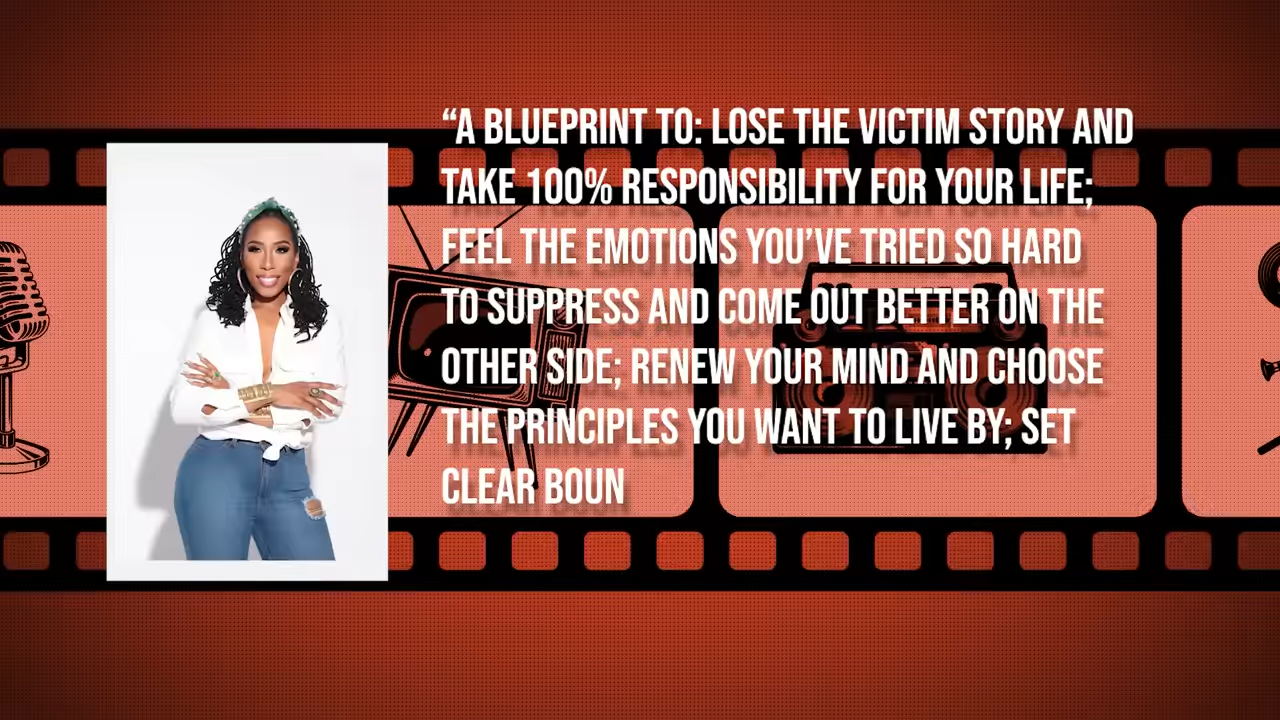 “A BLUEPRINT TO: LOSE THE VICTIM STORY AND
TAKE 100% RESPONSIBILITY FOR YOUR LIFE;
FEEL THE EMOTIONS YOU’VE TRIED SO HARD
TO SUPPRESS AND COME OUT BETTER ON THE
OTHER SIDE; RENEW YOUR MIND AND CHOOSE
THE PRINCIPLES YOU WANT TO LIVE BY; SET
CLEAR BOUN